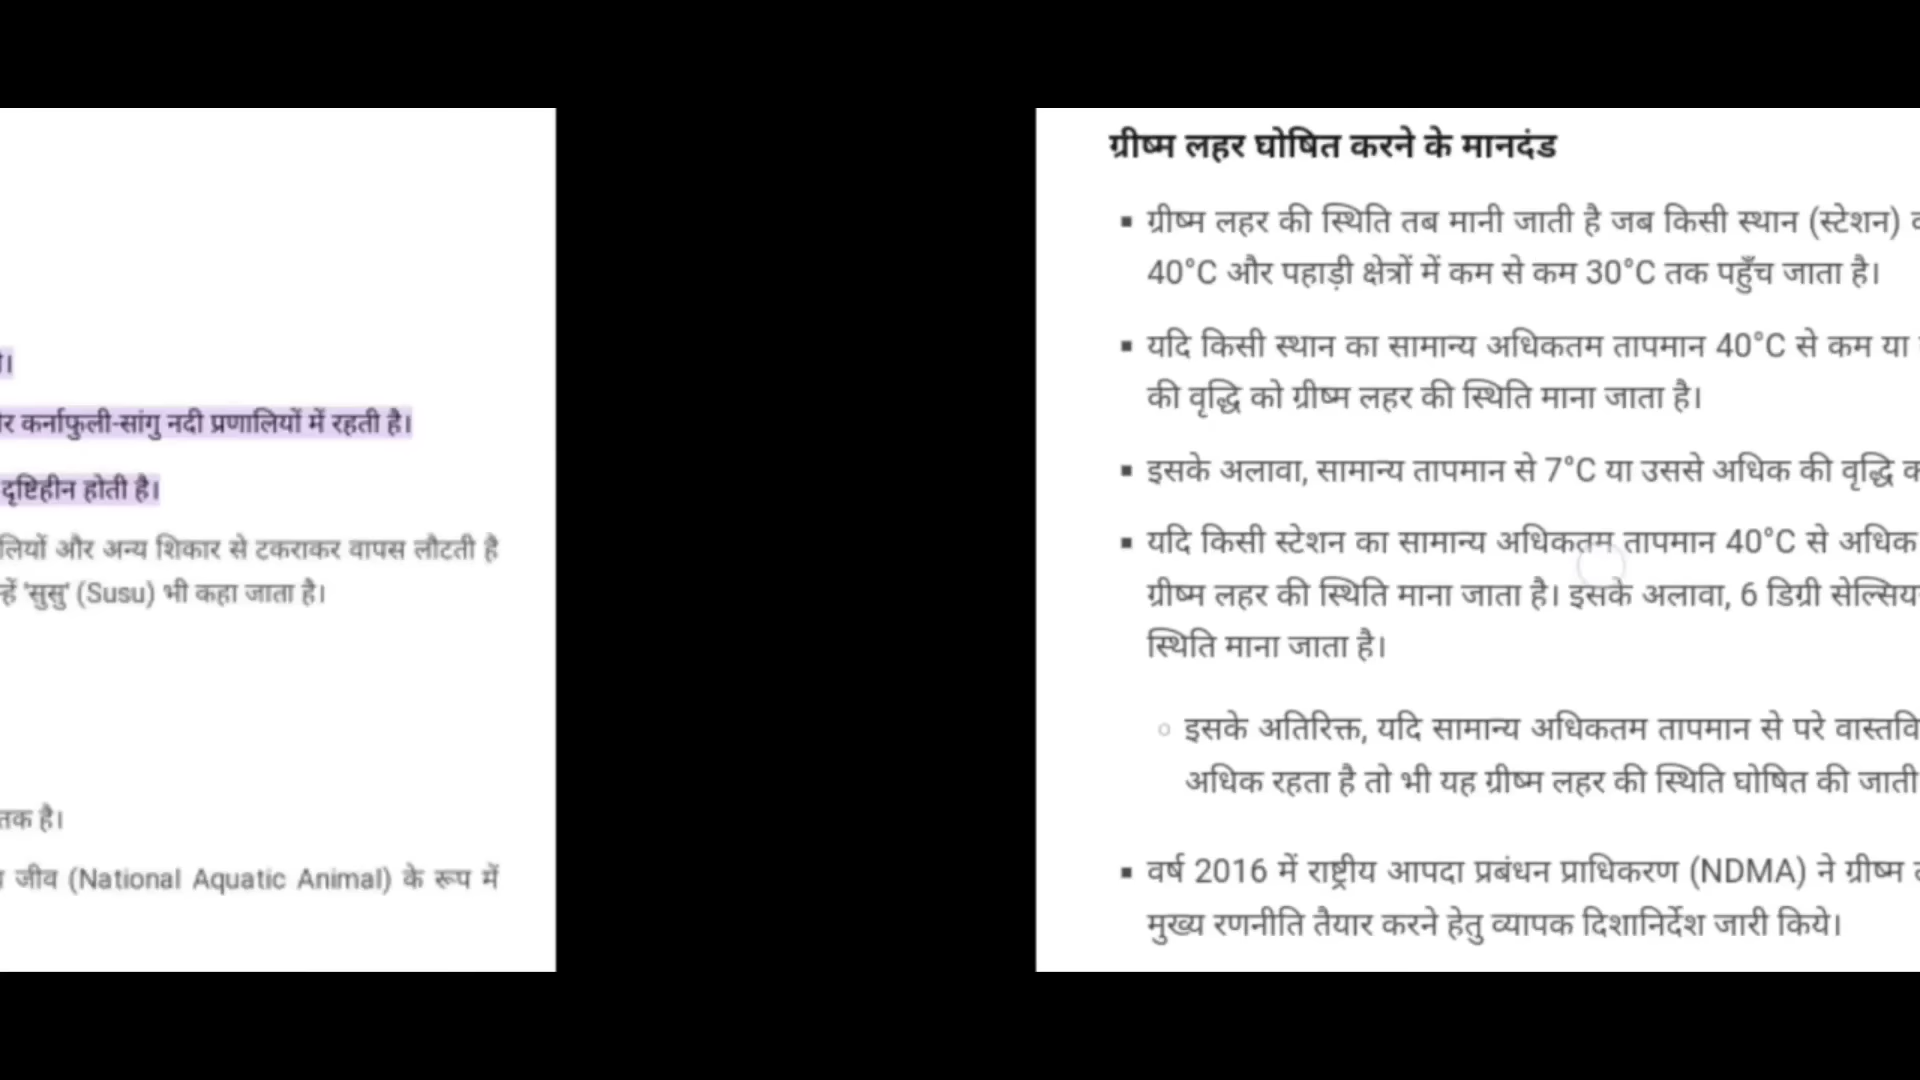 कर्नाफुली-सांगु नदी प्रणालियों में रहती है।
दृष्टिहीन होती है।
और अन्य शिकार से टकराकर वापस लौटती है
'सुसु' (Susu) भी कहा जाता है।
तक है।
जीव (National Aquatic Animal) के रूप में
ग्रीष्म लहर घोषित करने के मानदंड
▪ ग्रीष्म लहर की स्थिति तब मानी जाती है जब किसी स्थान (स्टेशन)
40°C और पहाड़ी क्षेत्रों में कम से कम 30°C तक पहुँच जाता है।
▪ यदि किसी स्थान का सामान्य अधिकतम तापमान 40°C से कम या
की वृद्धि को ग्रीष्म लहर की स्थिति माना जाता है।
▪ इसके अलावा, सामान्य तापमान से 7°C या उससे अधिक की वृद्धि
▪ यदि किसी स्टेशन का सामान्य अधिकतम तापमान 40°C से अधिक
ग्रीष्म लहर की स्थिति माना जाता है। इसके अलावा, 6 डिग्री
स्थिति माना जाता है।
○ इसके अतिरिक्त, यदि सामान्य अधिकतम तापमान से परे
अधिक रहता है तो भी यह ग्रीष्म लहर की स्थिति घोषित की जाती
▪ वर्ष 2016 में राष्ट्रीय आपदा प्रबंधन प्राधिकरण (NDMA) ने ग्रीष्म
मुख्य रणनीति तैयार करने हेतु व्यापक दिशानिर्देश जारी किये।